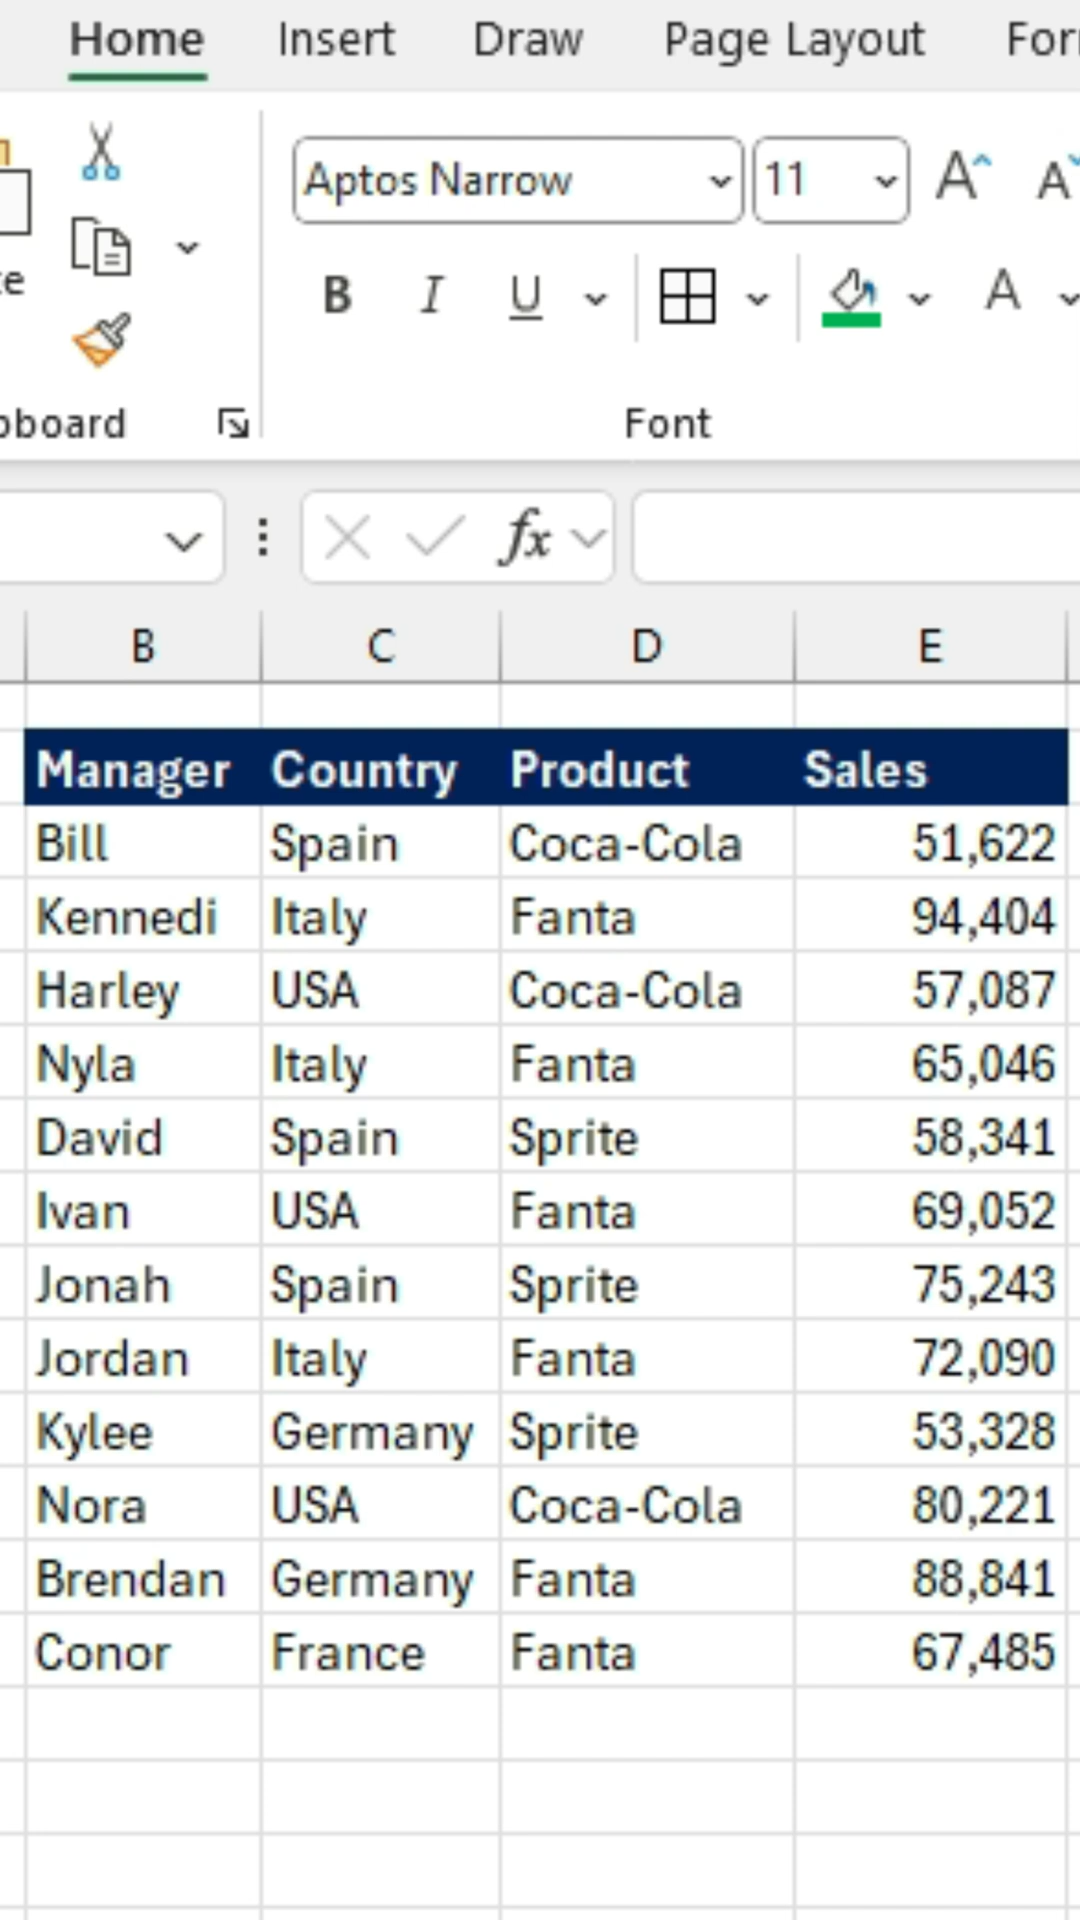 Home Insert Draw Page Layout
Aptos Narrow 11 A A
B I U A
Font
fx
B C D E
Manager Country Product Sales
Bill Spain Coca-Cola 51,622
Kennedi Italy Fanta 94,404
Harley USA Coca-Cola 57,087
Nyla Italy Fanta 65,046
David Spain Sprite 58,341
Ivan USA Fanta 69,052
Jonah Spain Sprite 75,243
Jordan Italy Fanta 72,090
Kylee Germany Sprite 53,328
Nora USA Coca-Cola 80,221
Brendan Germany Fanta 88,841
Conor France Fanta 67,485